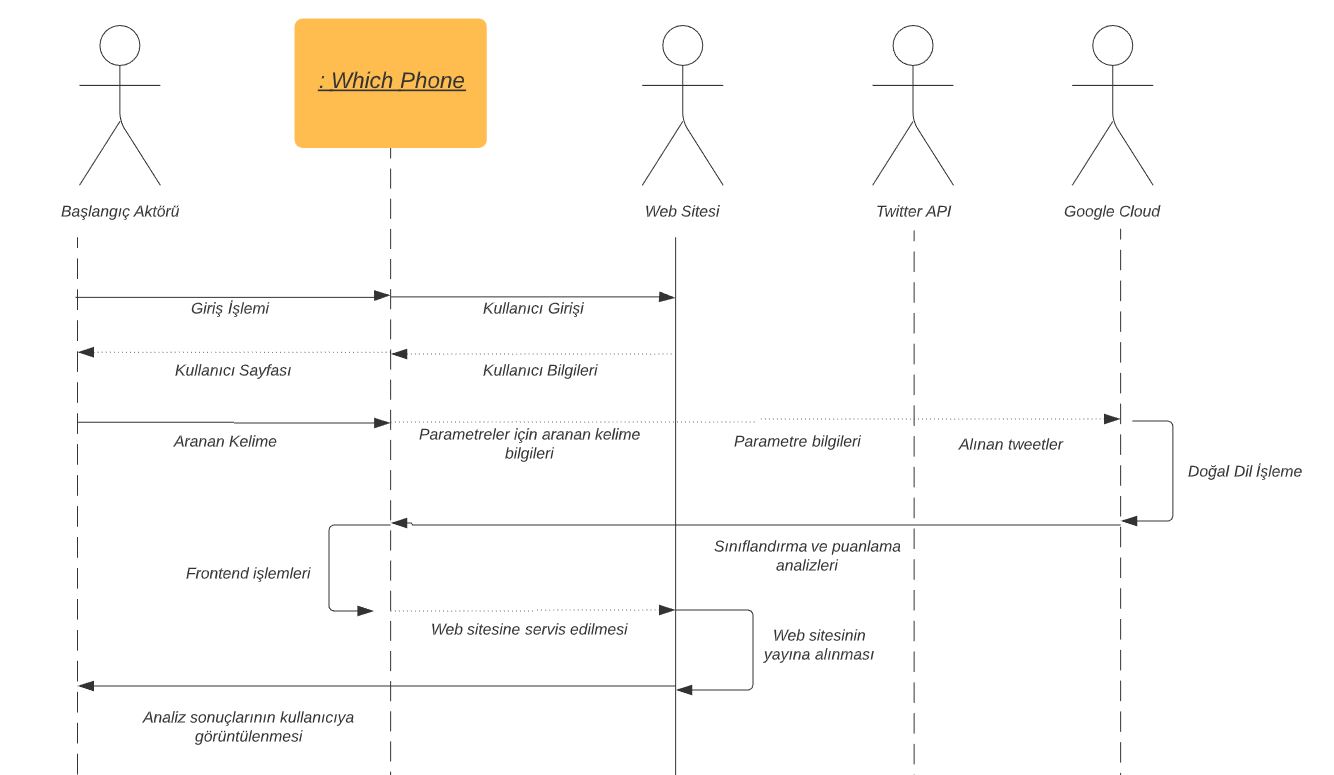 : Which Phone
Başlangıç Aktörü
Web Sitesi
Twitter API
Google Cloud
Giriş İşlemi
Kullanıcı Girişi
Kullanıcı Sayfası
Kullanıcı Bilgileri
Aranan Kelime
Parametreler için aranan kelime
bilgileri
Parametre bilgileri
Alınan tweetler
Doğal Dil İşleme
Sınıflandırma ve puanlama
analizleri
Frontend işlemleri
Web sitesine servis edilmesi
Web sitesinin
yayına alınması
Analiz sonuçlarının kullanıcıya
görüntülenmesi